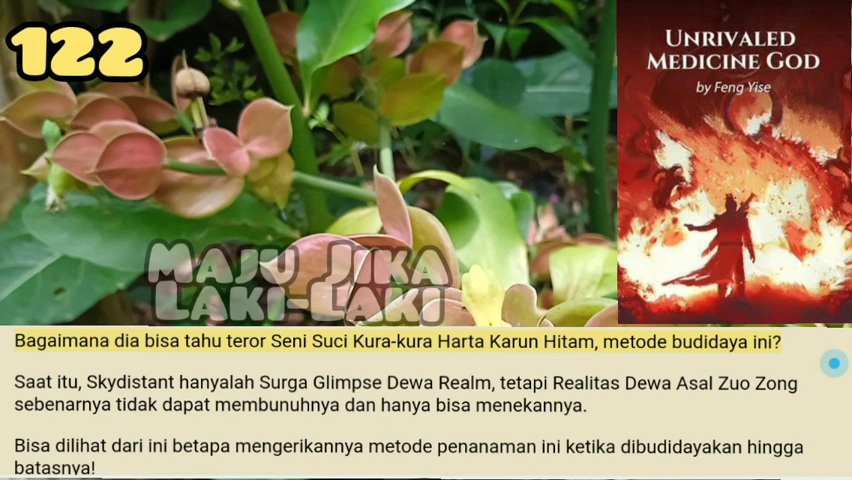 122
UNRIVALED
MEDICINE GOD
by Feng Yise
MAJU JIKA
LAKI-LAKI
Bagaimana dia bisa tahu teror Seni Suci Kura-kura Harta Karun Hitam, metode budidaya ini?
Saat itu, Skydistant hanyalah Surga Glimpse Dewa Realm, tetapi Realitas Dewa Asal Zuo Zong
sebenarnya tidak dapat membunuhnya dan hanya bisa menekannya.
Bisa dilihat dari ini betapa mengerikannya metode penanaman ini ketika dibudidayakan hingga
batasnya!